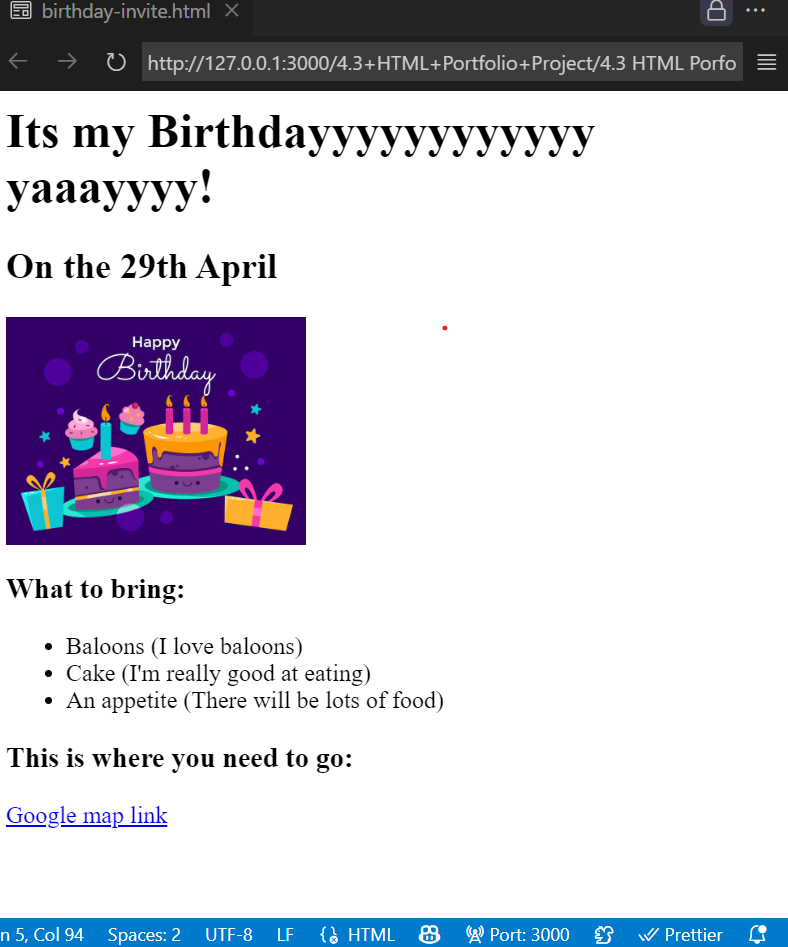 birthday-invite.html
http://127.0.0.1:3000/4.3+HTML+Portfolio+Project/4.3 HTML Porfo
Its my Birthdayyyyyyyyyyyy
yaaayyyy!
On the 29th April
Happy
Birthday
What to bring:
Baloons (I love baloons)
Cake (I'm really good at eating)
An appetite (There will be lots of food)
This is where you need to go:
Google map link
n 5, Col 94 Spaces: 2 UTF-8 LF HTML Port: 3000 Prettier